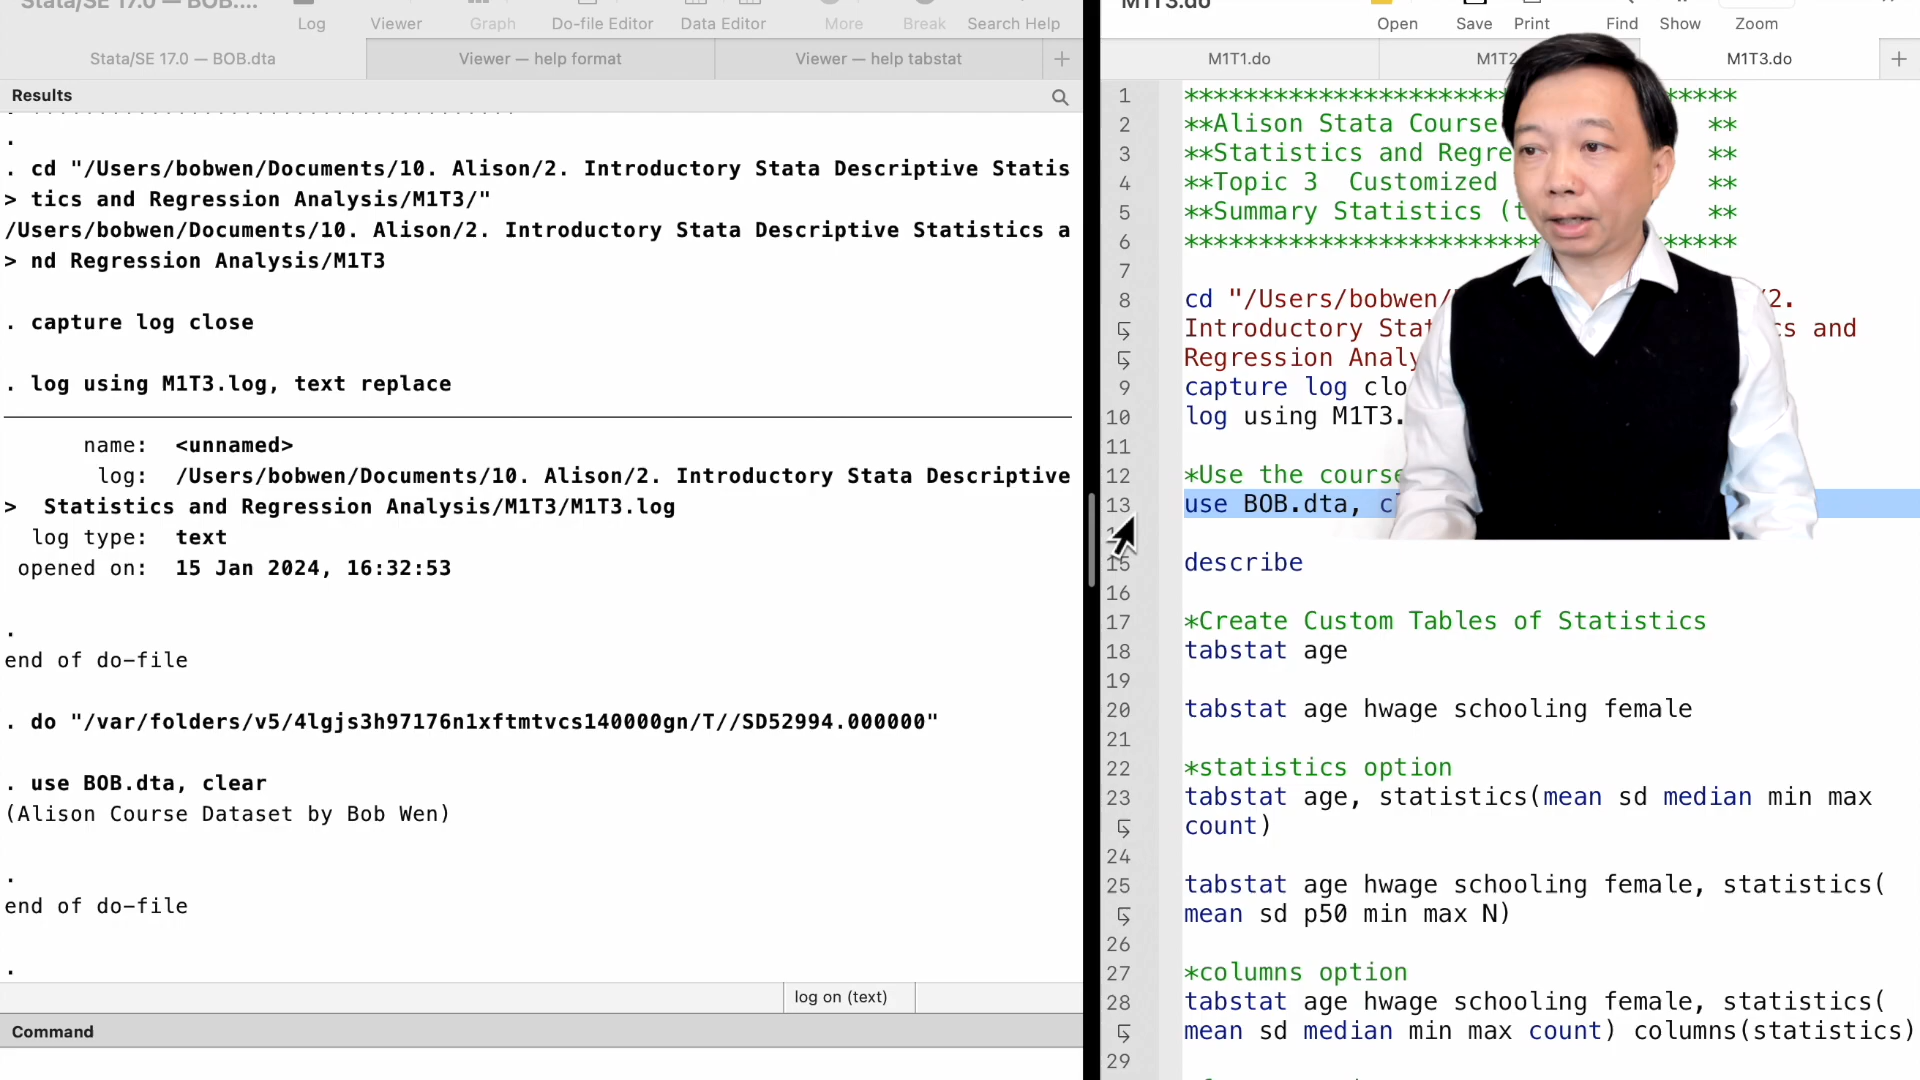 Stata/SE 17.0 — BOB....
Log Viewer Graph Do-file Editor Data Editor More Break Search Help
Stata/SE 17.0 — BOB.dta Viewer — help format Viewer — help tabstat +
Results
.
. cd "/Users/bobwen/Documents/10. Alison/2. Introductory Stata Descriptive Statis
> tics and Regression Analysis/M1T3/"
/Users/bobwen/Documents/10. Alison/2. Introductory Stata Descriptive Statistics a
> nd Regression Analysis/M1T3
. capture log close
. log using M1T3.log, text replace
name: <unnamed>
log: /Users/bobwen/Documents/10. Alison/2. Introductory Stata Descriptive
> Statistics and Regression Analysis/M1T3/M1T3.log
log type: text
opened on: 15 Jan 2024, 16:32:53
.
end of do-file
. do "/var/folders/v5/4lgjs3h97176n1xftmtvcs140000gn/T//SD52994.000000"
. use BOB.dta, clear
(Alison Course Dataset by Bob Wen)
.
end of do-file
.
log on (text)
Command
M1T3.do
Open Save Print Find Show Zoom
M1T1.do M1T2 M1T3.do +
1 ************************ *****
2 **Alison Stata Course **
3 **Statistics and Regre **
4 **Topic 3 Customized **
5 **Summary Statistics (t **
6 ************************ *****
7
8 cd "/Users/bobwen/ /2.
Introductory Stat cs and
Regression Analy
9 capture log clo
10 log using M1T3.
11
12 *Use the course
13 use BOB.dta, cl
15 describe
16
17 *Create Custom Tables of Statistics
18 tabstat age
19
20 tabstat age hwage schooling female
21
22 *statistics option
23 tabstat age, statistics(mean sd median min max
count)
24
25 tabstat age hwage schooling female, statistics(
mean sd p50 min max N)
26
27 *columns option
28 tabstat age hwage schooling female, statistics(
mean sd median min max count) columns(statistics)
29